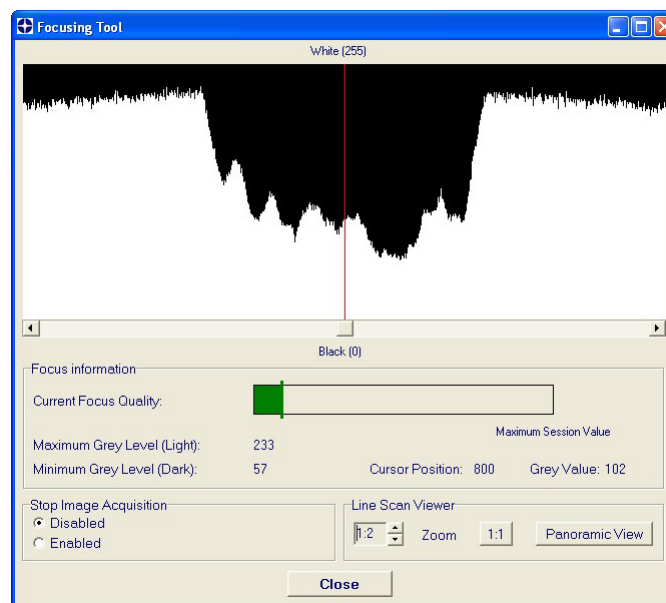 Focusing Tool
White (255)
Black (0)
Focus information
Current Focus Quality:
Maximum Session Value
Maximum Grey Level (Light): 233
Minimum Grey Level (Dark): 57 Cursor Position: 800 Grey Value: 102
Stop Image Acquisition Line Scan Viewer
Disabled
1:2 Zoom 1:1 Panoramic View
Enabled
Close